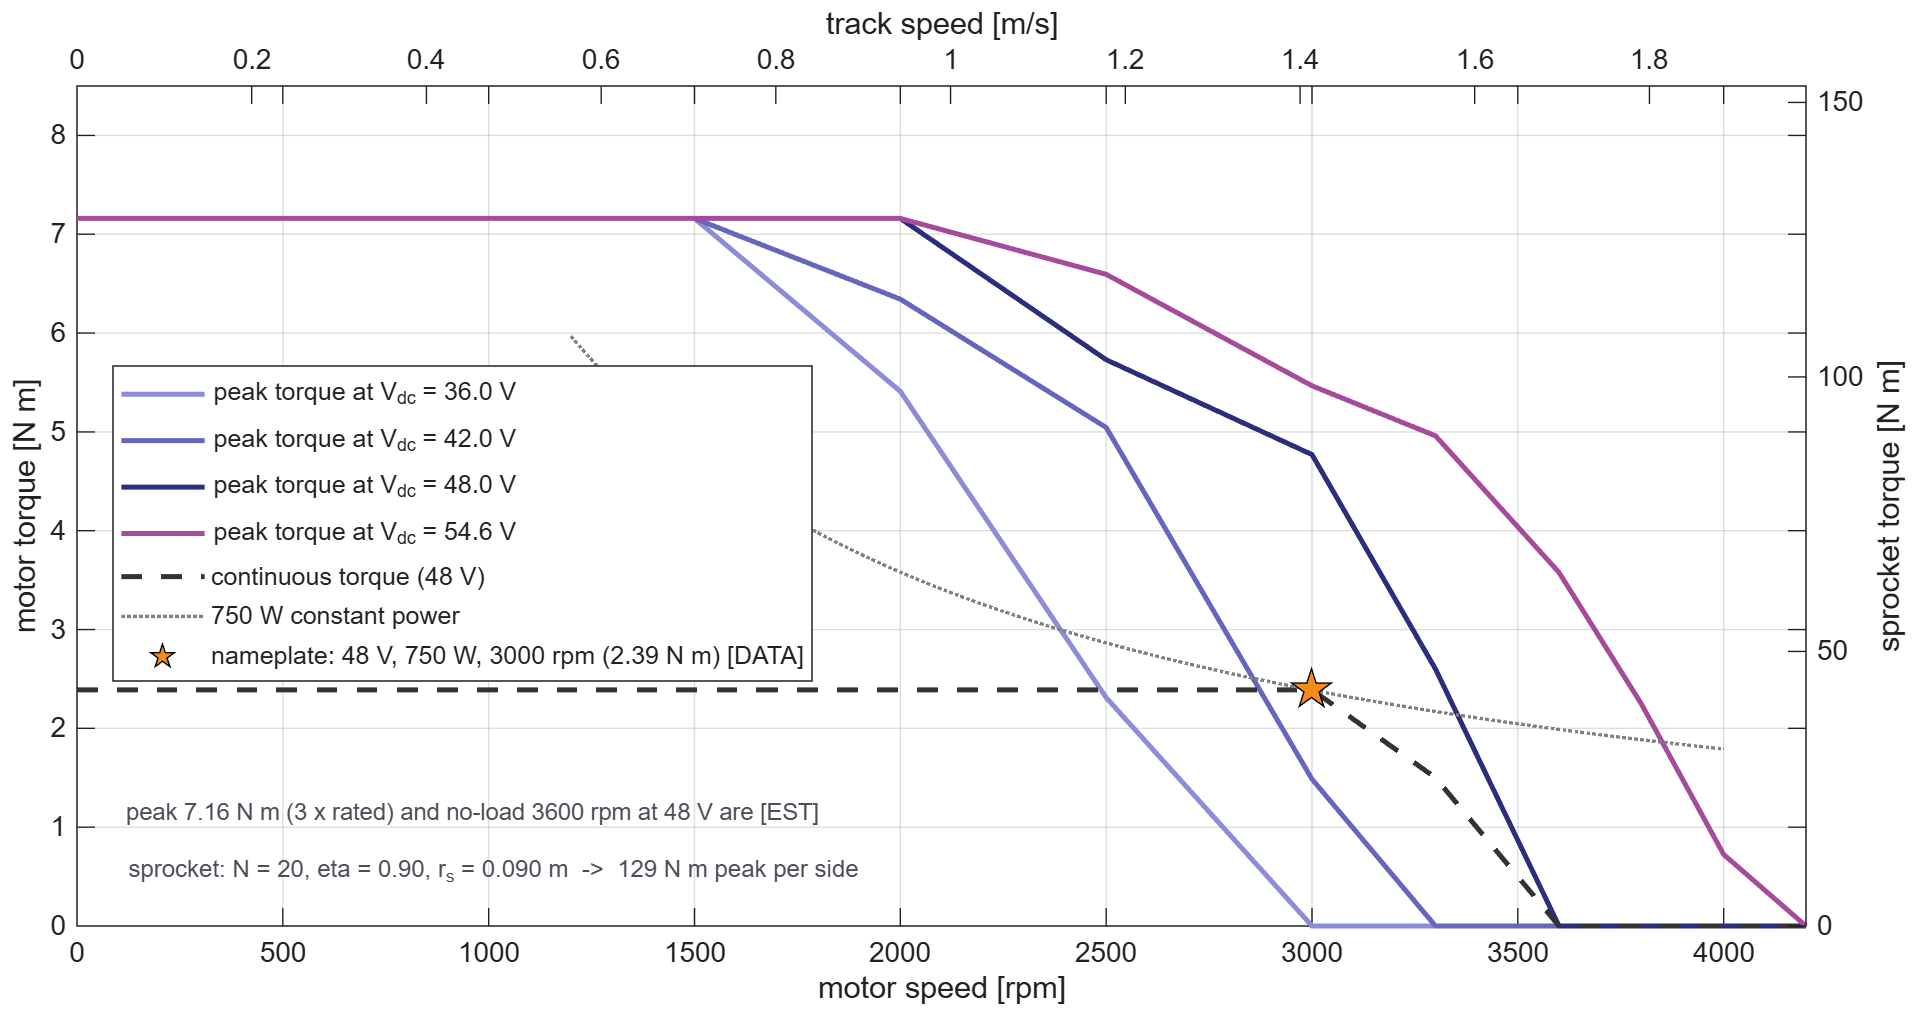 track speed [m/s]
0 0.2 0.4 0.6 0.8 1 1.2 1.4 1.6 1.8
150
8
7
6
motor torque [N m]
peak torque at Vdc = 36.0 V
100
sprocket torque [N m]
5
peak torque at Vdc = 42.0 V
peak torque at Vdc = 48.0 V
4
peak torque at Vdc = 54.6 V
continuous torque (48 V)
3
750 W constant power
50
nameplate: 48 V, 750 W, 3000 rpm (2.39 N m) [DATA]
2
1
peak 7.16 N m (3 x rated) and no-load 3600 rpm at 48 V are [EST]
sprocket: N = 20, eta = 0.90, rs = 0.090 m -> 129 N m peak per side
0
0
0 500 1000 1500 2000 2500 3000 3500 4000
motor speed [rpm]